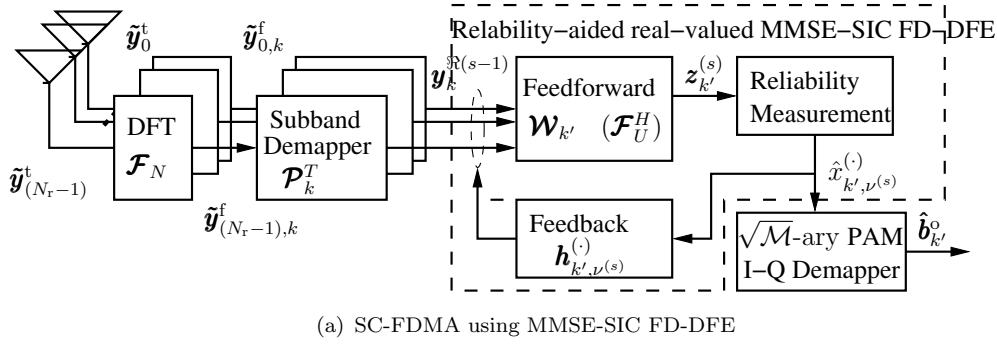 Reliability−aided real−valued MMSE−SIC FD−DFE
ỹ₀ᵗ
ỹ^f_{0,k}
y_k^{ℜ(s−1)}
z_{k′}^{(s)}
DFT
𝓕_N
Subband
Demapper
𝓟_k^T
Feedforward
𝓦_{k′} (𝓕_U^H)
Reliability
Measurement
ỹ^t_{(N_r−1)}
ỹ^f_{(N_r−1),k}
x̂^{(·)}_{k′,ν^{(s)}}
Feedback
h^{(·)}_{k′,ν^{(s)}}
√𝓜-ary PAM
I−Q Demapper
b̂^o_{k′}
(a) SC-FDMA using MMSE-SIC FD-DFE